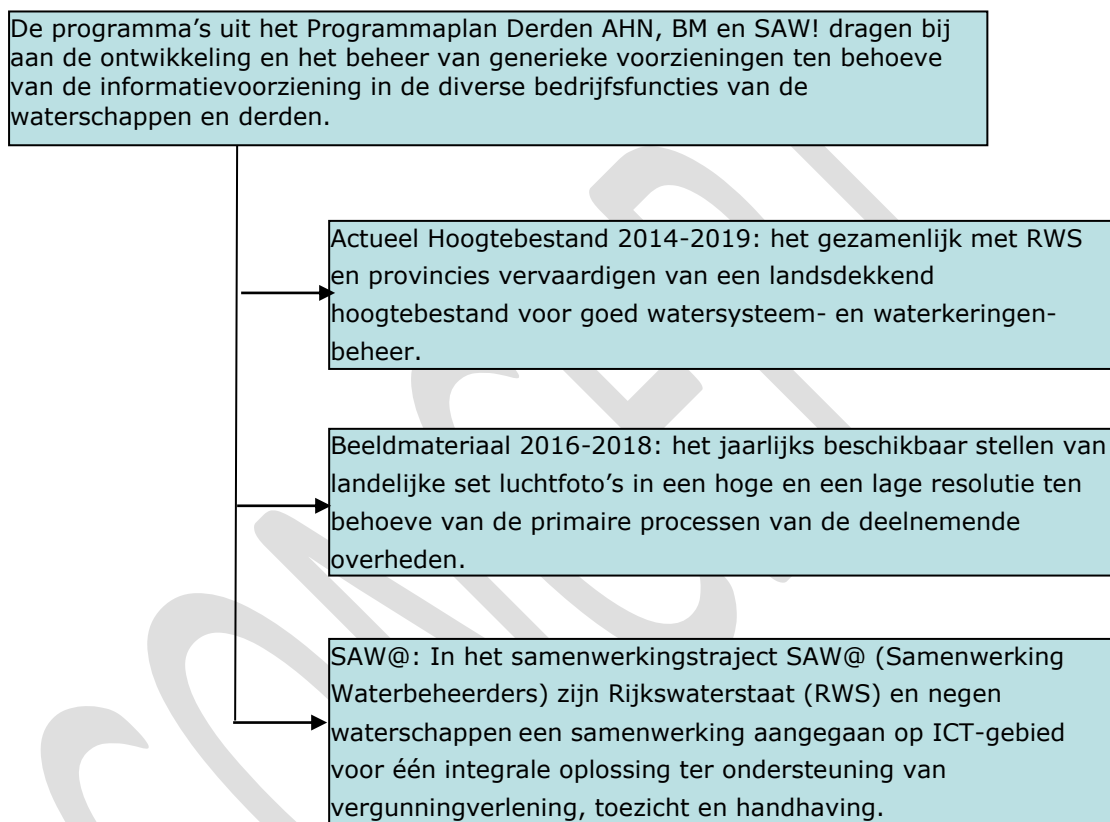 De programma’s uit het Programmaplan Derden AHN, BM en SAW! dragen bij
aan de ontwikkeling en het beheer van generieke voorzieningen ten behoeve
van de informatievoorziening in de diverse bedrijfsfuncties van de
waterschappen en derden.
Actueel Hoogtebestand 2014-2019: het gezamenlijk met RWS
en provincies vervaardigen van een landsdekkend
hoogtebestand voor goed watersysteem- en waterkeringen-
beheer.
Beeldmateriaal 2016-2018: het jaarlijks beschikbaar stellen van
landelijke set luchtfoto’s in een hoge en een lage resolutie ten
behoeve van de primaire processen van de deelnemende
overheden.
SAW@: In het samenwerkingstraject SAW@ (Samenwerking
Waterbeheerders) zijn Rijkswaterstaat (RWS) en negen
waterschappen een samenwerking aangegaan op ICT-gebied
voor één integrale oplossing ter ondersteuning van
vergunningverlening, toezicht en handhaving.
CONCEPT